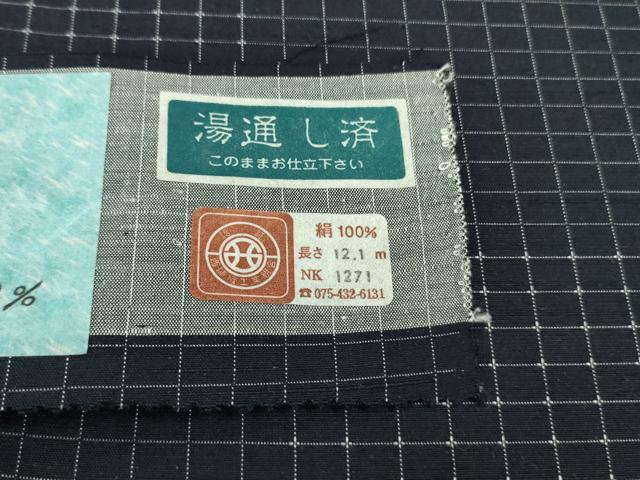 湯通し済
このままお仕立下さい
絹 100%
長さ 12.1 m
NK 1271
☎075-432-6131
%